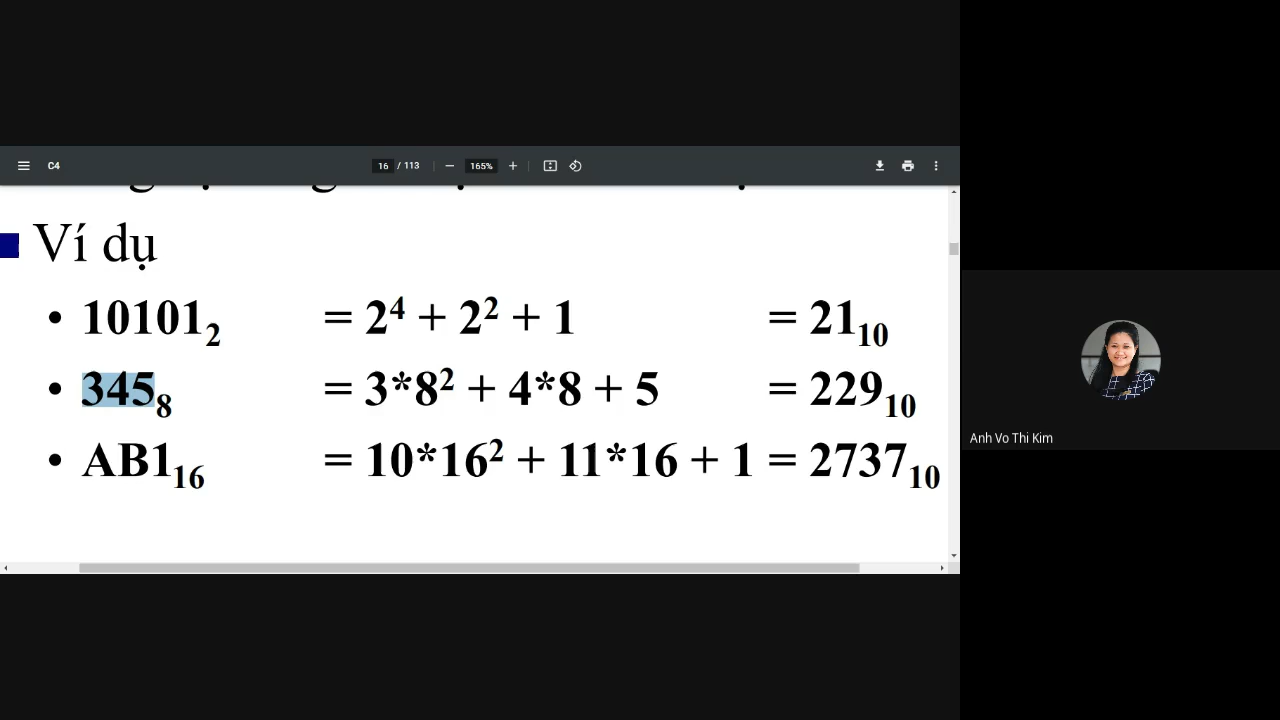 C4 16 / 113 165%
Ví dụ
• 10101₂ = 2⁴ + 2² + 1 = 21₁₀
• 345₈ = 3*8² + 4*8 + 5 = 229₁₀
• AB1₁₆ = 10*16² + 11*16 + 1 = 2737₁₀
Anh Vo Thi Kim